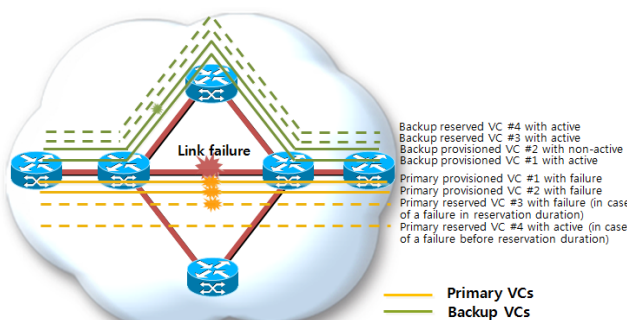 Link failure
Backup reserved VC #4 with active
Backup reserved VC #3 with active
Backup provisioned VC #2 with non-active
Backup provisioned VC #1 with active
Primary provisioned VC #1 with failure
Primary provisioned VC #2 with failure
Primary reserved VC #3 with failure (in case
of a failure in reservation duration)
Primary reserved VC #4 with active (in case
of a failure before reservation duration)
Primary VCs
Backup VCs